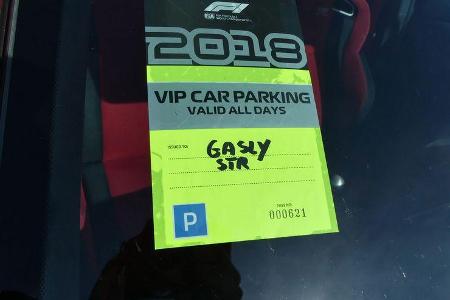 F1
2018
VIP CAR PARKING
VALID ALL DAYS
GASLY
STR
P
000621